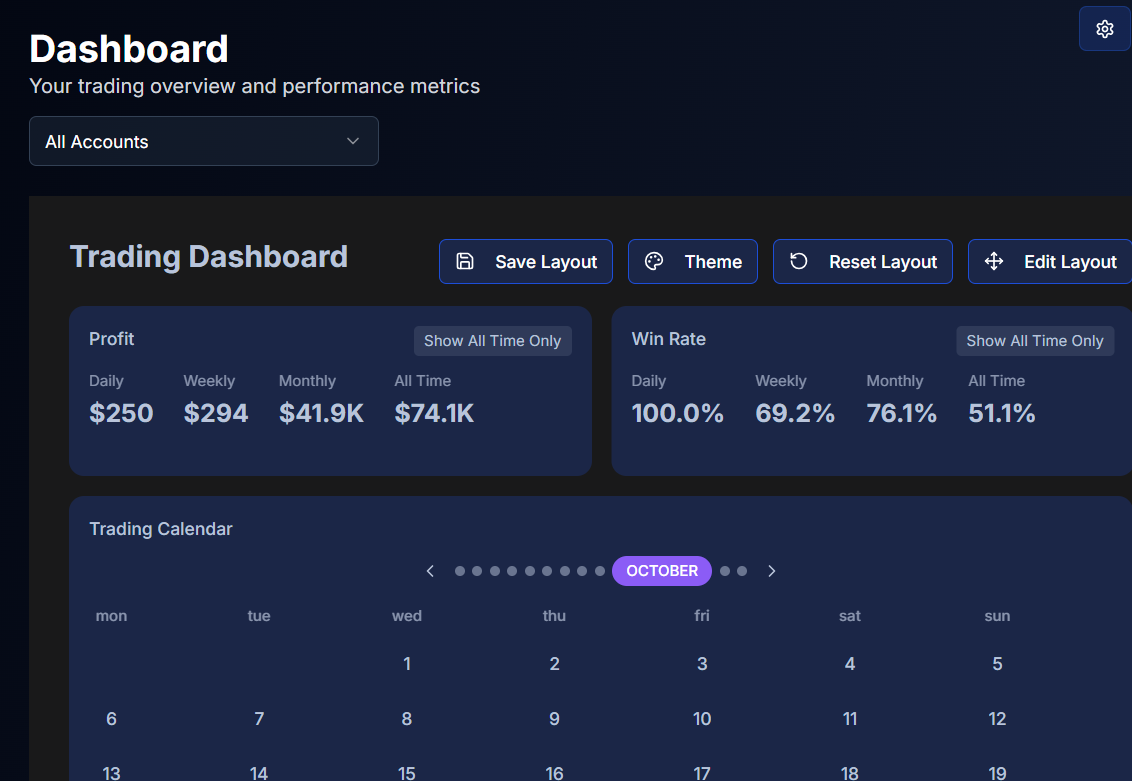 Dashboard
Your trading overview and performance metrics
All Accounts
Trading Dashboard
Save Layout
Theme
Reset Layout
Edit Layout
Profit
Show All Time Only
Daily Weekly Monthly All Time
$250 $294 $41.9K $74.1K
Win Rate
Show All Time Only
Daily Weekly Monthly All Time
100.0% 69.2% 76.1% 51.1%
Trading Calendar
OCTOBER
mon tue wed thu fri sat sun
1 2 3 4 5
6 7 8 9 10 11 12
13 14 15 16 17 18 19